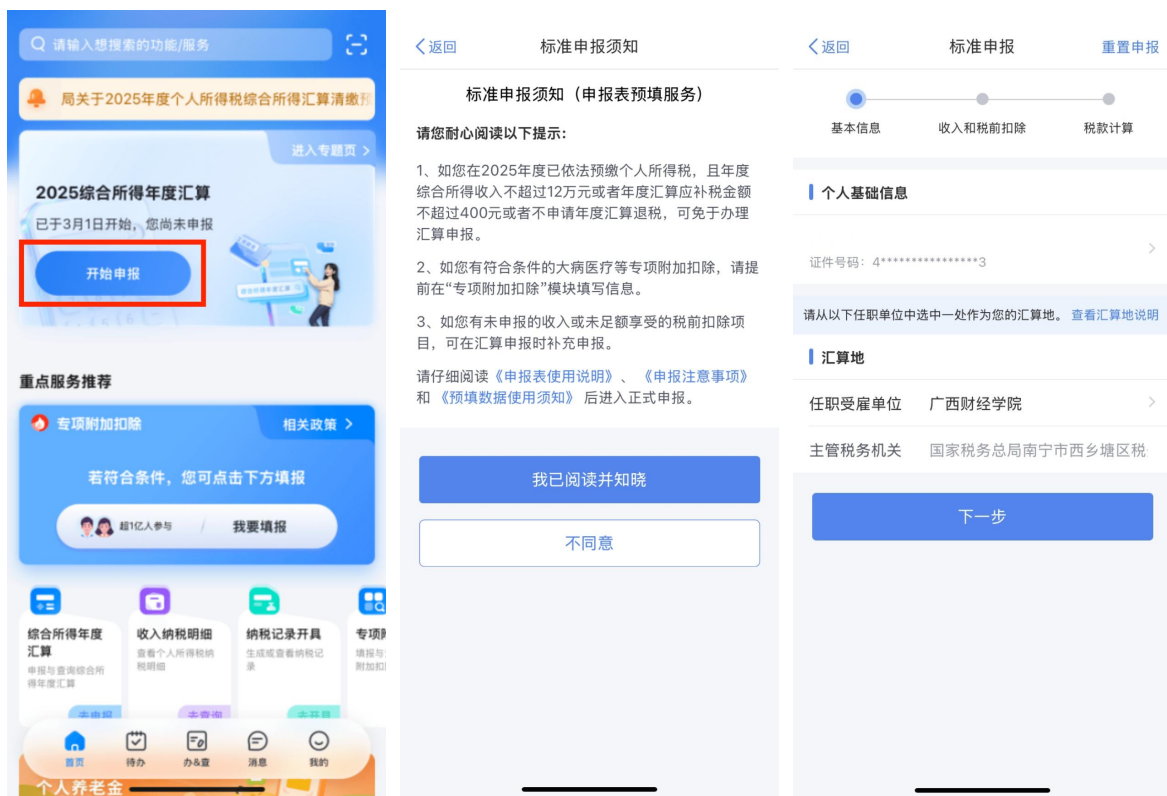 请输入想搜索的功能/服务
局关于2025年度个人所得税综合所得汇算清缴
进入专题页 >
2025综合所得年度汇算
已于3月1日开始，您尚未申报
开始申报
重点服务推荐
专项附加扣除
相关政策 >
若符合条件，您可点击下方填报
超1亿人参与 / 我要填报
综合所得年度
汇算
申报与查询综合所
得年度汇算
去申报
收入纳税明细
查看个人所得税纳
税明细
去查询
纳税记录开具
生成或查看纳税记
录
去开具
专项
填报与
附加扣
首页
待办
办&查
消息
我的
个人养老金
返回
标准申报须知
标准申报须知（申报表预填服务）
请您耐心阅读以下提示：
1、如您在2025年度已依法预缴个人所得税，且年度
综合所得收入不超过12万元或者年度汇算应补税金额
不超过400元或者不申请年度汇算退税，可免于办理
汇算申报。
2、如您有符合条件的大病医疗等专项附加扣除，请提
前在“专项附加扣除”模块填写信息。
3、如您有未申报的收入或未足额享受的税前扣除项
目，可在汇算申报时补充申报。
请仔细阅读《申报表使用说明》、《申报注意事项》
和《预填数据使用须知》后进入正式申报。
我已阅读并知晓
不同意
返回
标准申报
重置申报
基本信息
收入和税前扣除
税款计算
个人基础信息
证件号码：4****************3
请从以下任职单位中选中一处作为您的汇算地。查看汇算地说明
汇算地
任职受雇单位 广西财经学院
主管税务机关 国家税务总局南宁市西乡塘区税
下一步